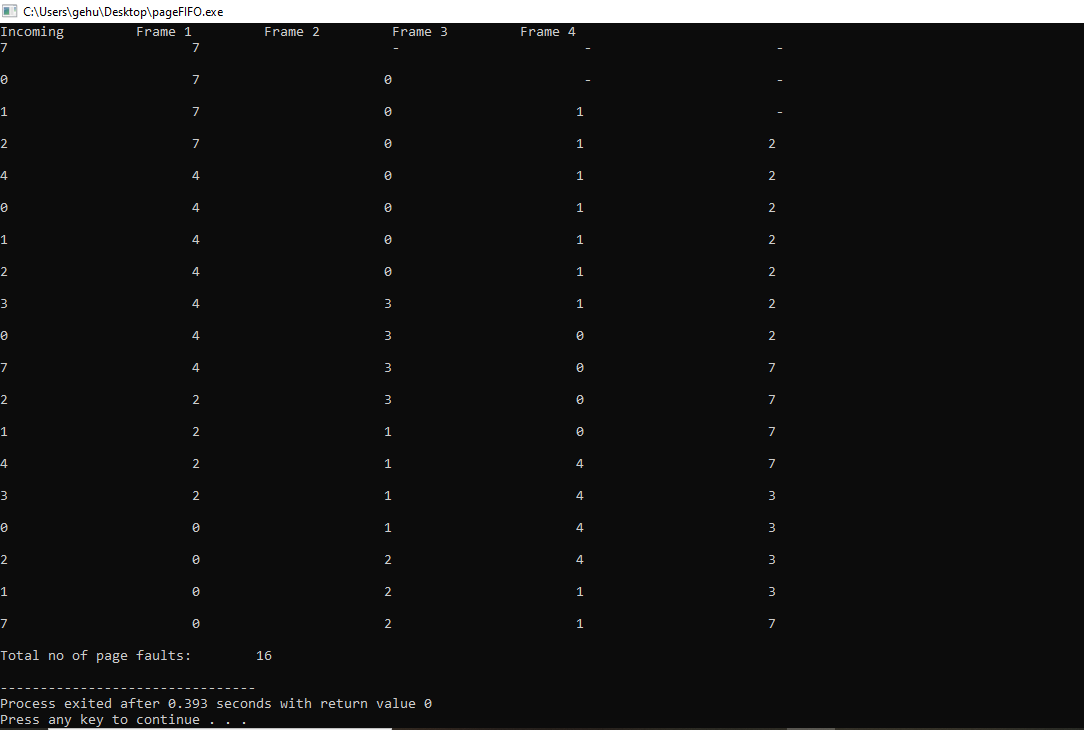 C:\Users\gehu\Desktop\pageFIFO.exe
Incoming Frame 1 Frame 2 Frame 3 Frame 4
7 7 - - -
0 7 0 - -
1 7 0 1 -
2 7 0 1 2
4 4 0 1 2
0 4 0 1 2
1 4 0 1 2
2 4 0 1 2
3 4 3 1 2
0 4 3 0 2
7 4 3 0 7
2 2 3 0 7
1 2 1 0 7
4 2 1 4 7
3 2 1 4 3
0 0 1 4 3
2 0 2 4 3
1 0 2 1 3
7 0 2 1 7
Total no of page faults: 16
--------------------------------
Process exited after 0.393 seconds with return value 0
Press any key to continue . . .